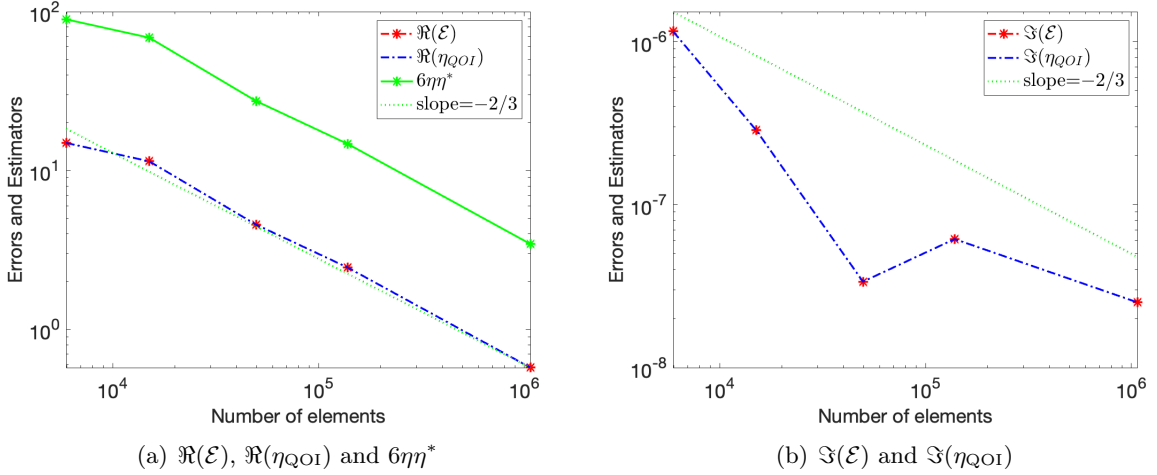 10^2
10^1
10^0
Errors and Estimators
ℜ(ℰ)
ℜ(η_QOI)
6ηη*
slope=−2/3
10^4 10^5 10^6
Number of elements
(a) ℜ(ℰ), ℜ(η_QOI) and 6ηη*
10^-6
10^-7
10^-8
Errors and Estimators
ℑ(ℰ)
ℑ(η_QOI)
slope=−2/3
10^4 10^5 10^6
Number of elements
(b) ℑ(ℰ) and ℑ(η_QOI)